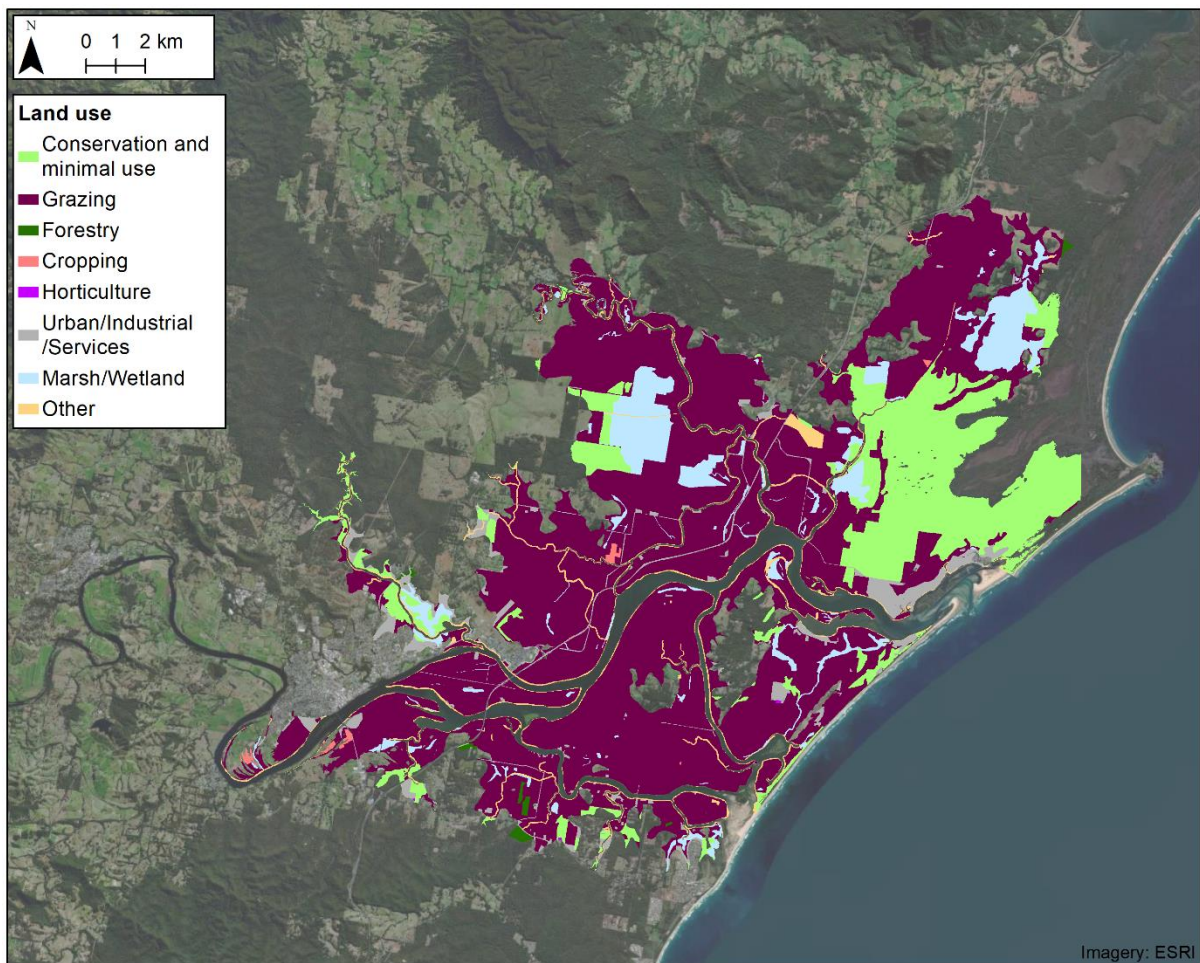 N
0 1 2 km
Land use
Conservation and
minimal use
Grazing
Forestry
Cropping
Horticulture
Urban/Industrial
/Services
Marsh/Wetland
Other
Imagery: ESRI